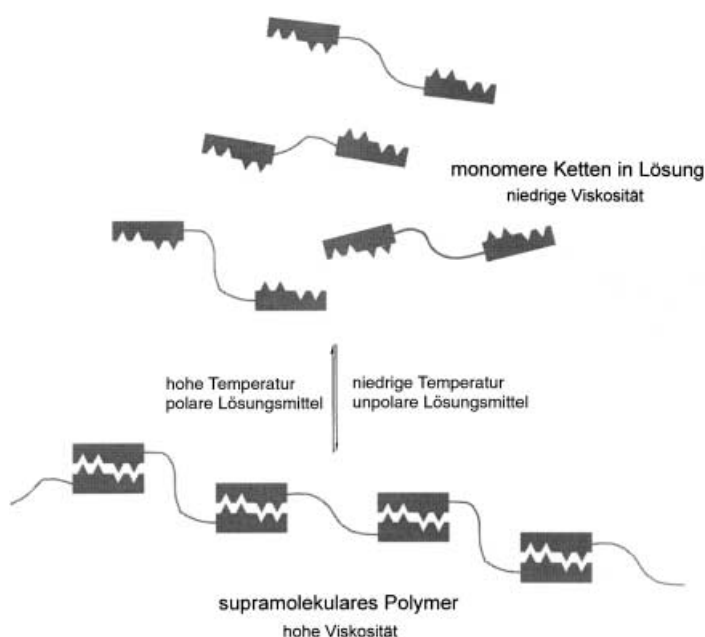 monomere Ketten in Lösung
niedrige Viskosität
hohe Temperatur
polare Lösungsmittel
niedrige Temperatur
unpolare Lösungsmittel
supramolekulares Polymer
hohe Viskosität